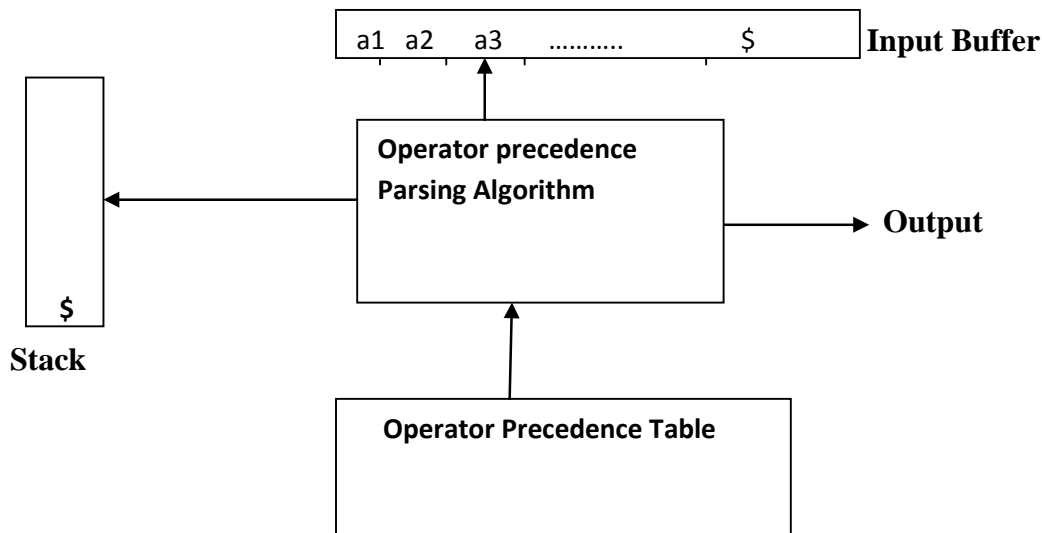 a1 a2 a3 ……….. $
Input Buffer
Operator precedence
Parsing Algorithm
Output
$
Stack
Operator Precedence Table